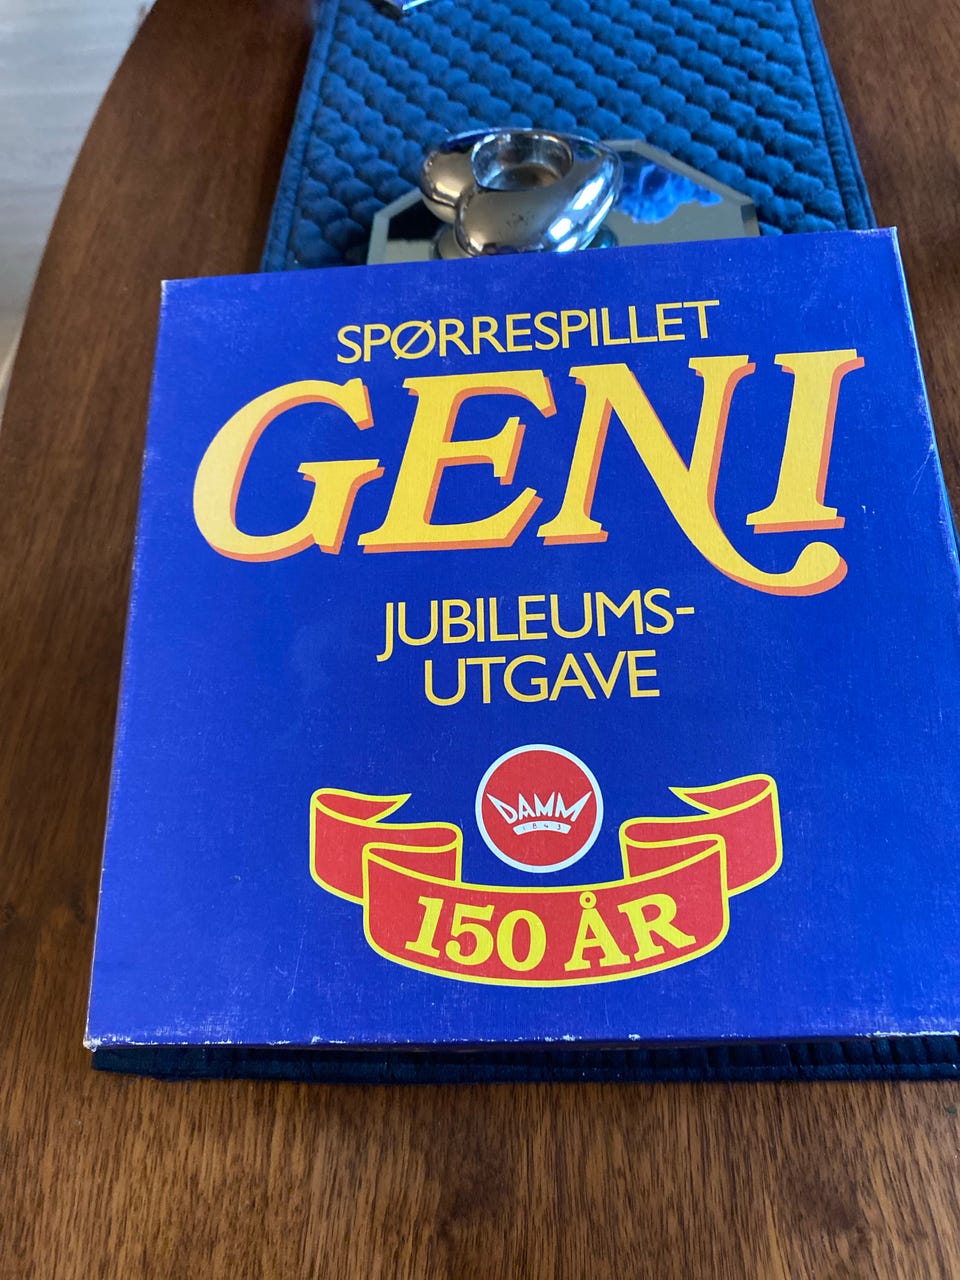 SPØRRESPILLET
GENI
JUBILEUMS-
UTGAVE
DAMM
1843
150 ÅR